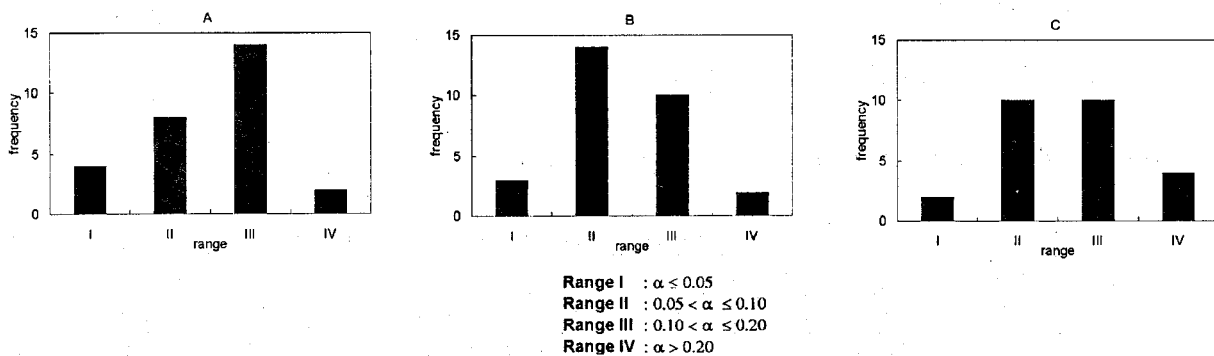 A
15
10
5
0
frequency
I II III IV
range
B
15
10
5
0
frequency
I II III IV
range
C
15
10
5
0
frequency
I II III IV
range
Range I : α ≤ 0.05
Range II : 0.05 < α ≤ 0.10
Range III : 0.10 < α ≤ 0.20
Range IV : α > 0.20